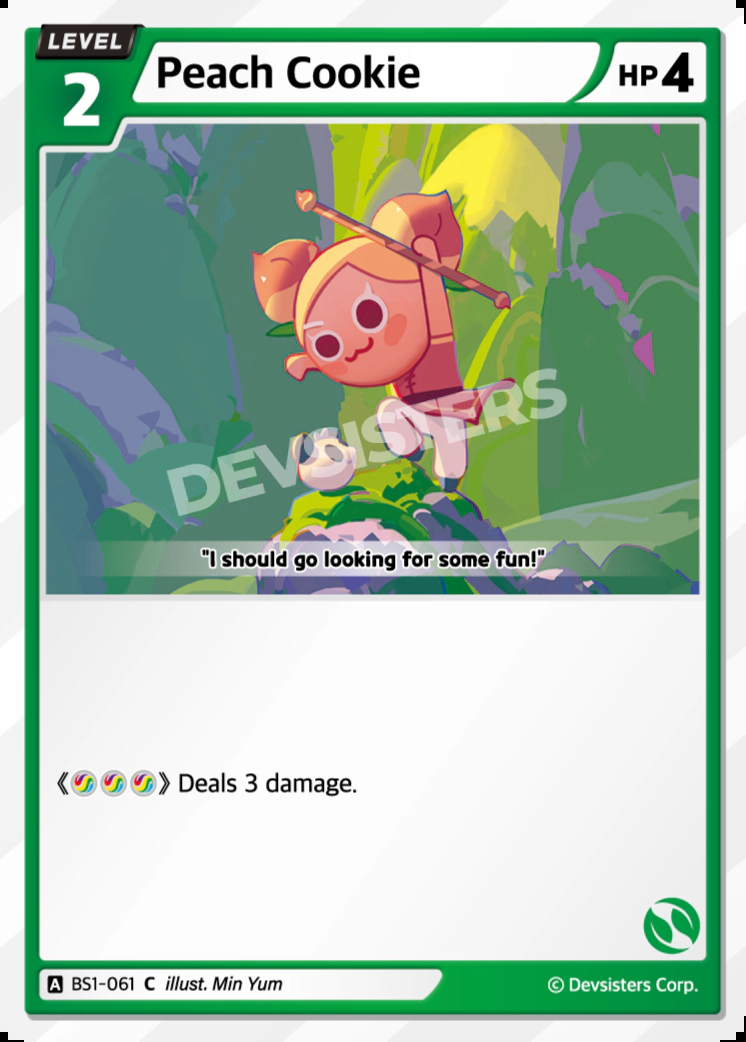 LEVEL
2
Peach Cookie
HP 4
DEVSISTERS
"I should go looking for some fun!"
《》 Deals 3 damage.
A BS1-061 C illust. Min Yum
© Devsisters Corp.